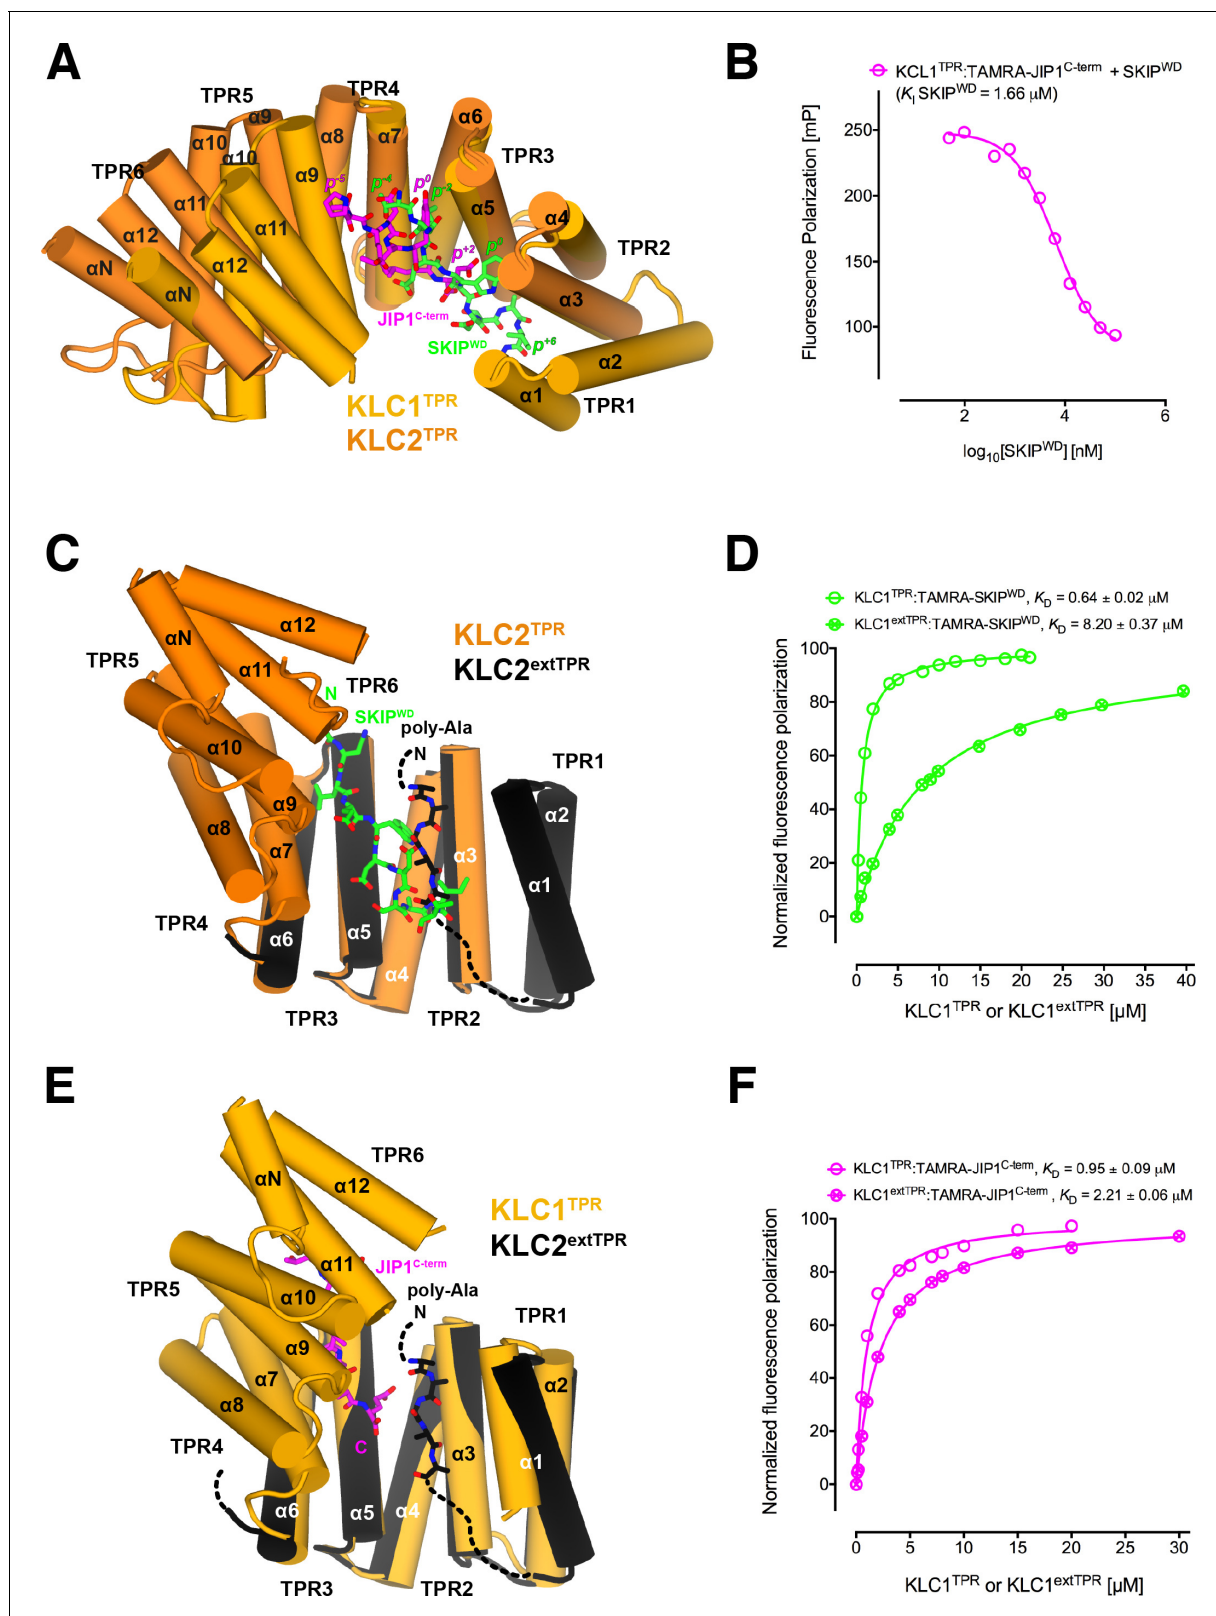 A
TPR4
TPR5
α9
α6
α10
α8
α7
TPR3
α10
TPR6
α9
p-5
p-4
p0
p-2
α11
α11
α5
α4
α12
α12
p+2
p0
TPR2
αN
αN
α3
JIP1C-term
SKIPWD
p+6
α2
α1
TPR1
KLC1TPR
KLC2TPR
B
KCL1TPR:TAMRA-JIP1C-term + SKIPWD
(KI SKIPWD = 1.66 µM)
Fluorescence Polarization [mP]
250
200
150
100
2 4 6
log10[SKIPWD] [nM]
C
αN
α12
KLC2TPR
KLC2extTPR
TPR5
α11
TPR6
N
SKIPWD
poly-Ala
N
α10
TPR1
α9
α2
α8
α7
α3
α1
TPR4
α6
α5
α4
TPR3
TPR2
D
KLC1TPR:TAMRA-SKIPWD, KD = 0.64 ± 0.02 µM
KLC1extTPR:TAMRA-SKIPWD, KD = 8.20 ± 0.37 µM
Normalized fluorescence polarization
100
80
60
40
20
0
0 5 10 15 20 25 30 35 40
KLC1TPR or KLC1extTPR [µM]
E
TPR6
αN
α12
KLC1TPR
KLC2extTPR
α11
JIP1C-term
TPR5
α10
poly-Ala
N
TPR1
α9
α7
α2
α8
TPR4
C
α3
α1
α6
α5
α4
TPR3
TPR2
F
KLC1TPR:TAMRA-JIP1C-term, KD = 0.95 ± 0.09 µM
KLC1extTPR:TAMRA-JIP1C-term , KD = 2.21 ± 0.06 µM
Normalized fluorescence polarization
100
80
60
40
20
0
0 5 10 15 20 25 30
KLC1TPR or KLC1extTPR [µM]